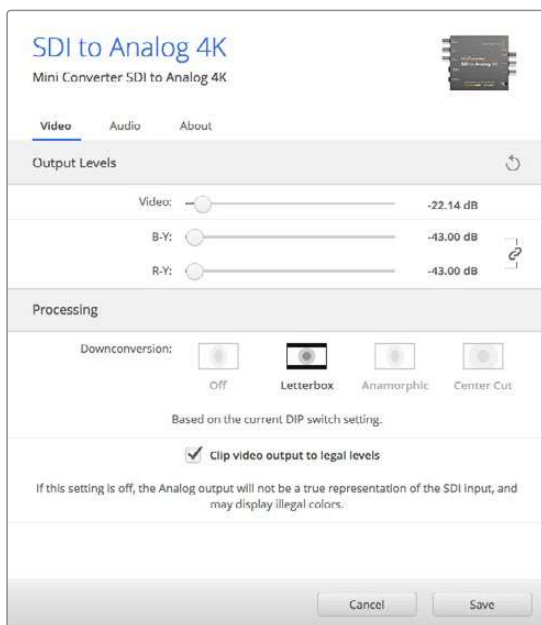 SDI to Analog 4K
Mini Converter SDI to Analog 4K
Video Audio About
Output Levels
Video: -22.14 dB
B-Y: -43.00 dB
R-Y: -43.00 dB
Processing
Downconversion:
Off Letterbox Anamorphic Center Cut
Based on the current DIP switch setting.
Clip video output to legal levels
If this setting is off, the Analog output will not be a true representation of the SDI input, and
may display illegal colors.
Cancel Save